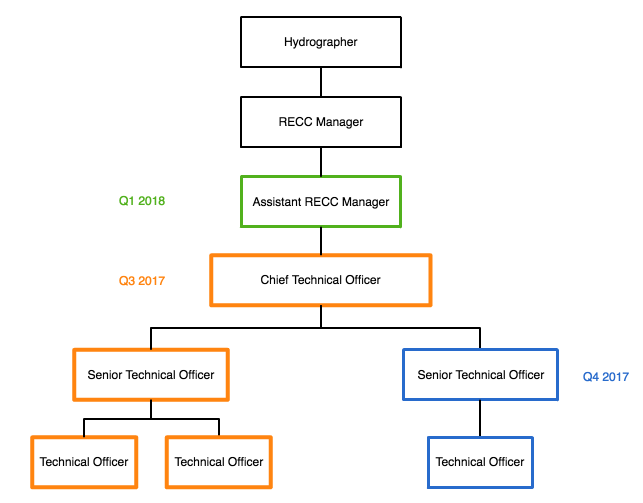 Hydrographer
RECC Manager
Q1 2018
Assistant RECC Manager
Q3 2017
Chief Technical Officer
Senior Technical Officer
Senior Technical Officer
Q4 2017
Technical Officer
Technical Officer
Technical Officer